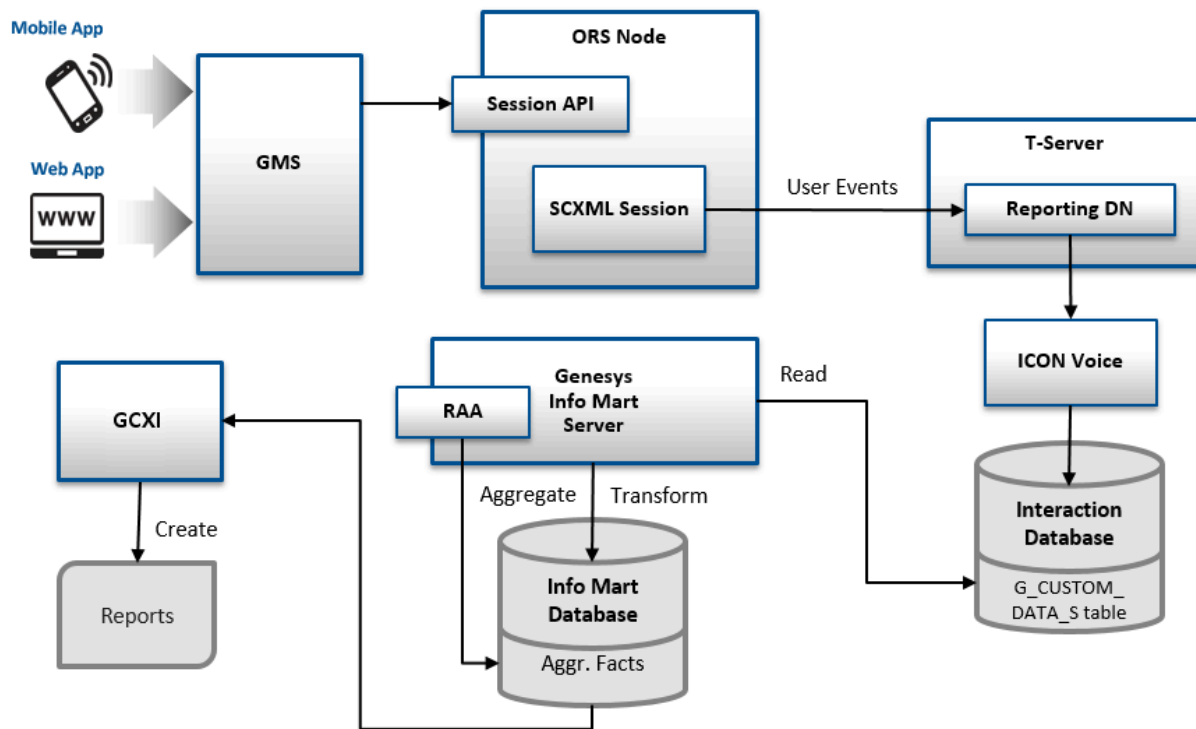 Mobile App
Web App
WWW
GMS
ORS Node
Session API
SCXML Session
User Events
T-Server
Reporting DN
ICON Voice
Interaction
Database
G_CUSTOM_
DATA_S table
Read
Genesys
Info Mart
Server
RAA
Aggregate
Transform
Info Mart
Database
Aggr. Facts
GCXI
Create
Reports